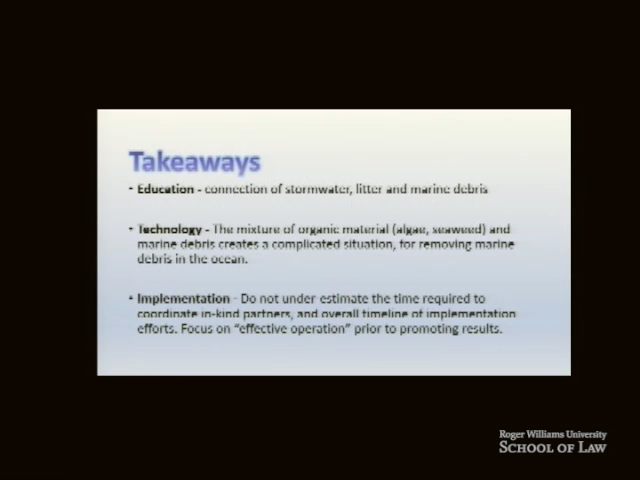 Takeaways
• Education - connection of stormwater, litter and marine debris
• Technology - The mixture of organic material (algae, seaweed) and
marine debris creates a complicated situation, for removing marine
debris in the ocean.
• Implementation - Do not under estimate the time required to
coordinate in-kind partners, and overall timeline of implementation
efforts. Focus on “effective operation” prior to promoting results.
Roger Williams University
SCHOOL OF LAW